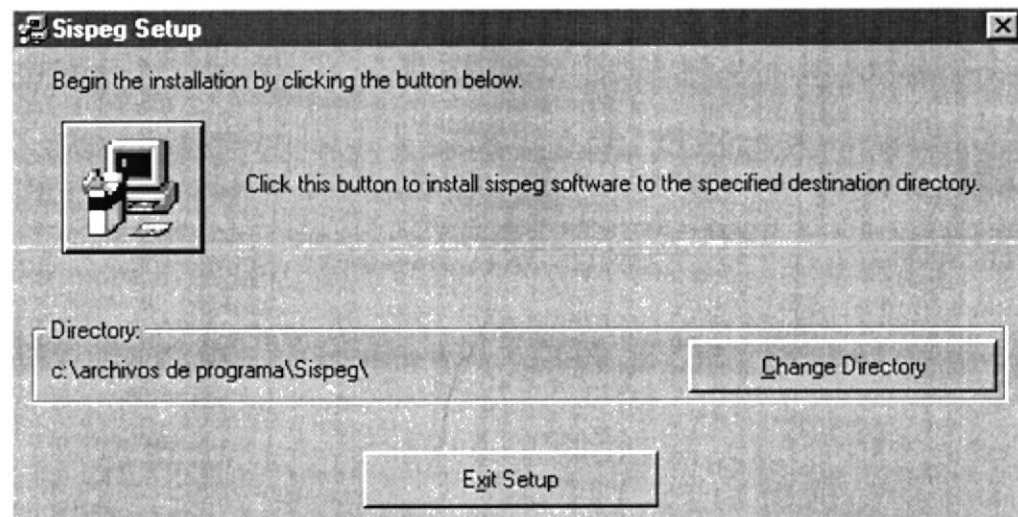 Sispeg Setup
Begin the installation by clicking the button below.
Click this button to install sispeg software to the specified destination directory.
Directory:
c:\archivos de programa\Sispeg\
Change Directory
Exit Setup